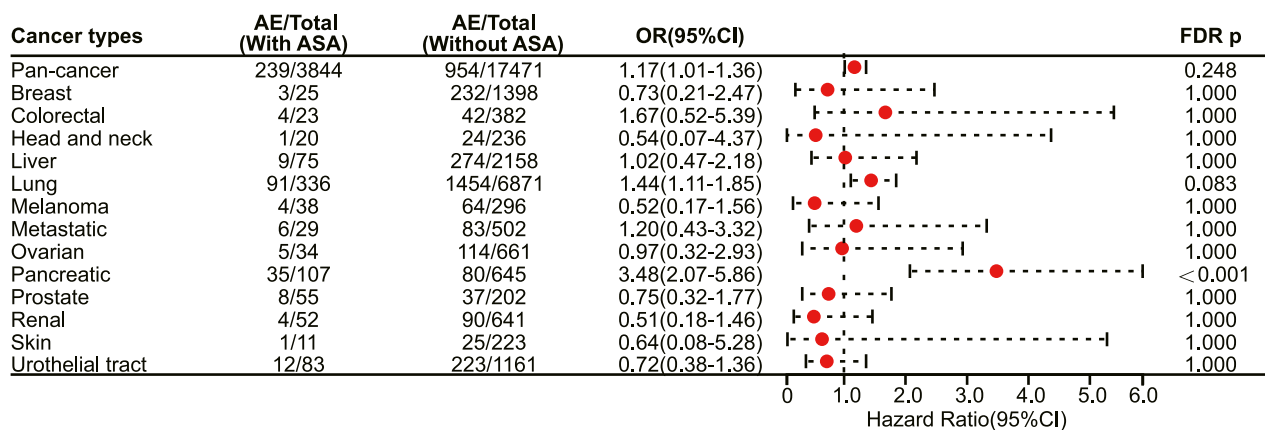 Cancer types AE/Total (With ASA) AE/Total (Without ASA) OR(95%CI) FDR p
Pan-cancer 239/3844 954/17471 1.17(1.01-1.36) 0.248
Breast 3/25 232/1398 0.73(0.21-2.47) 1.000
Colorectal 4/23 42/382 1.67(0.52-5.39) 1.000
Head and neck 1/20 24/236 0.54(0.07-4.37) 1.000
Liver 9/75 274/2158 1.02(0.47-2.18) 1.000
Lung 91/336 1454/6871 1.44(1.11-1.85) 0.083
Melanoma 4/38 64/296 0.52(0.17-1.56) 1.000
Metastatic 6/29 83/502 1.20(0.43-3.32) 1.000
Ovarian 5/34 114/661 0.97(0.32-2.93) 1.000
Pancreatic 35/107 80/645 3.48(2.07-5.86) <0.001
Prostate 8/55 37/202 0.75(0.32-1.77) 1.000
Renal 4/52 90/641 0.51(0.18-1.46) 1.000
Skin 1/11 25/223 0.64(0.08-5.28) 1.000
Urothelial tract 12/83 223/1161 0.72(0.38-1.36) 1.000
0 1.0 2.0 3.0 4.0 5.0 6.0
Hazard Ratio(95%CI)